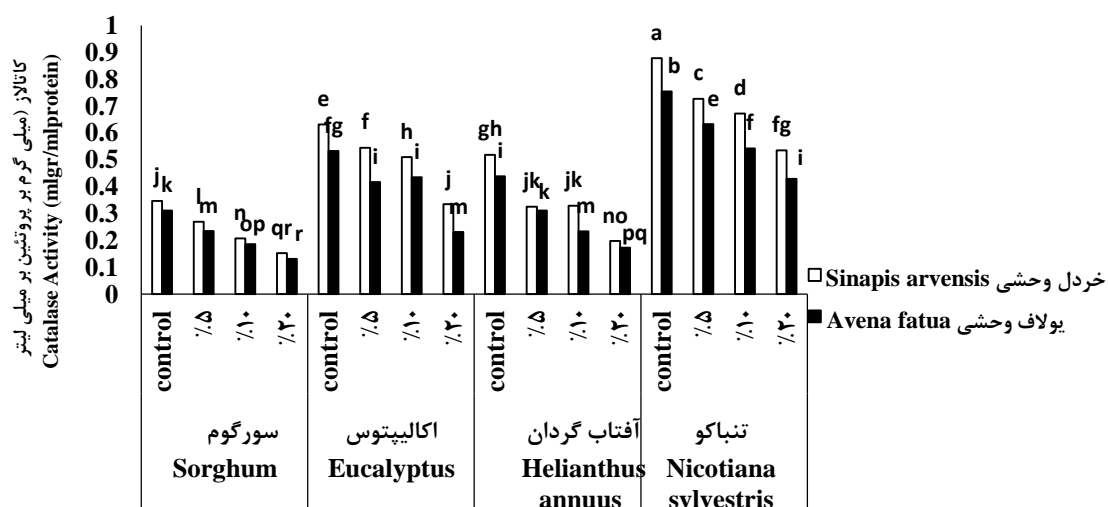 کاتالاز (میلی گرم بر پروتئین بر میلی لیتر
Catalase Activity (mlgr/mlprotein)
1
0.9
0.8
0.7
0.6
0.5
0.4
0.3
0.2
0.1
0
j k l m n op qr r
e fg f i h i j m
gh i jk k jk m no pq
a b c e d f fg i
control %۵ %۱۰ %۲۰ control %۵ %۱۰ %۲۰ control %۵ %۱۰ %۲۰ control %۵ %۱۰ %۲۰
سورگوم
Sorghum
اکالیپتوس
Eucalyptus
آفتاب گردان
Helianthus
annuus
تنباکو
Nicotiana
sylvestris
خردل وحشی Sinapis arvensis
یولاف وحشی Avena fatua